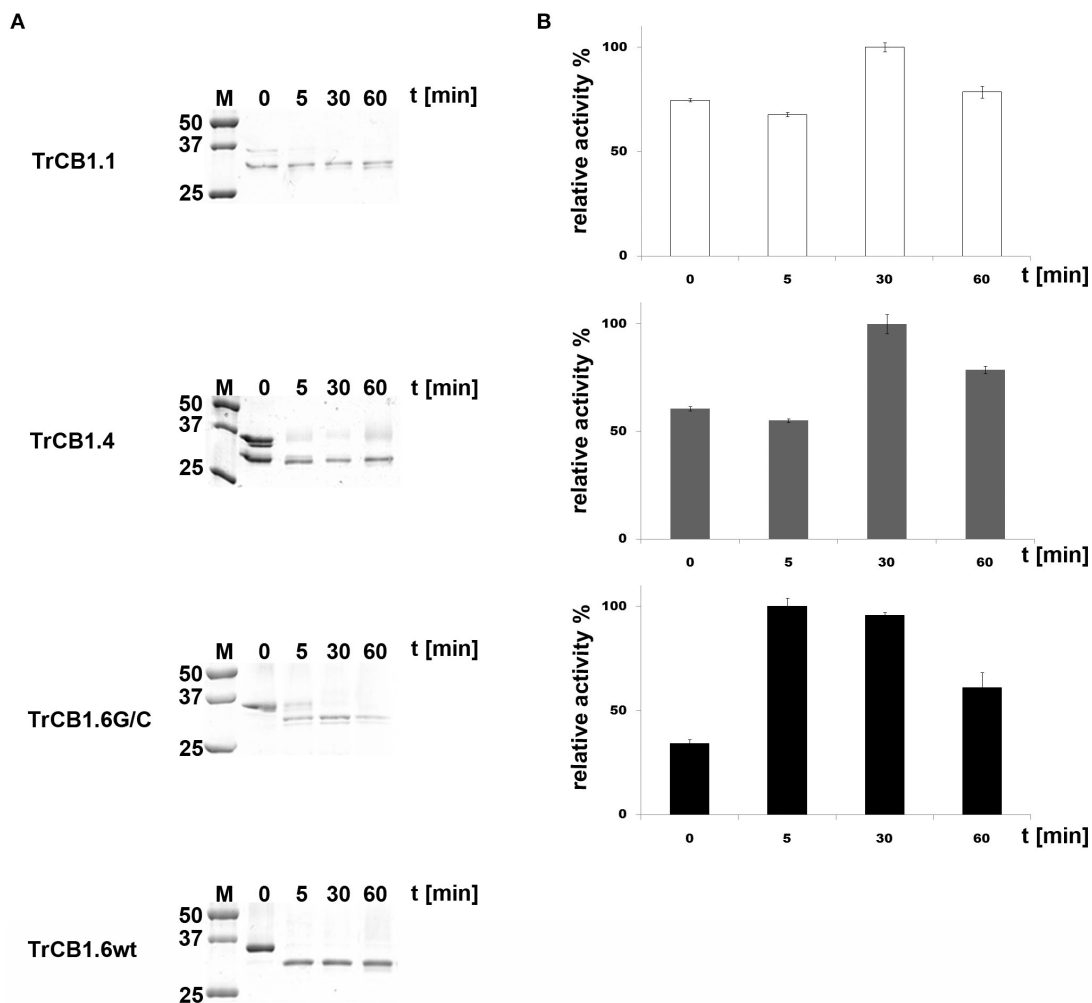 A
M 0 5 30 60 t [min]
50
37
TrCB1.1
25
M 0 5 30 60 t [min]
50
37
TrCB1.4
25
M 0 5 30 60 t [min]
50
37
TrCB1.6G/C
25
M 0 5 30 60 t [min]
50
37
TrCB1.6wt
25
B
relative activity %
100
50
0
0 5 30 60 t [min]
relative activity %
100
50
0
0 5 30 60 t [min]
relative activity %
100
50
0
0 5 30 60 t [min]